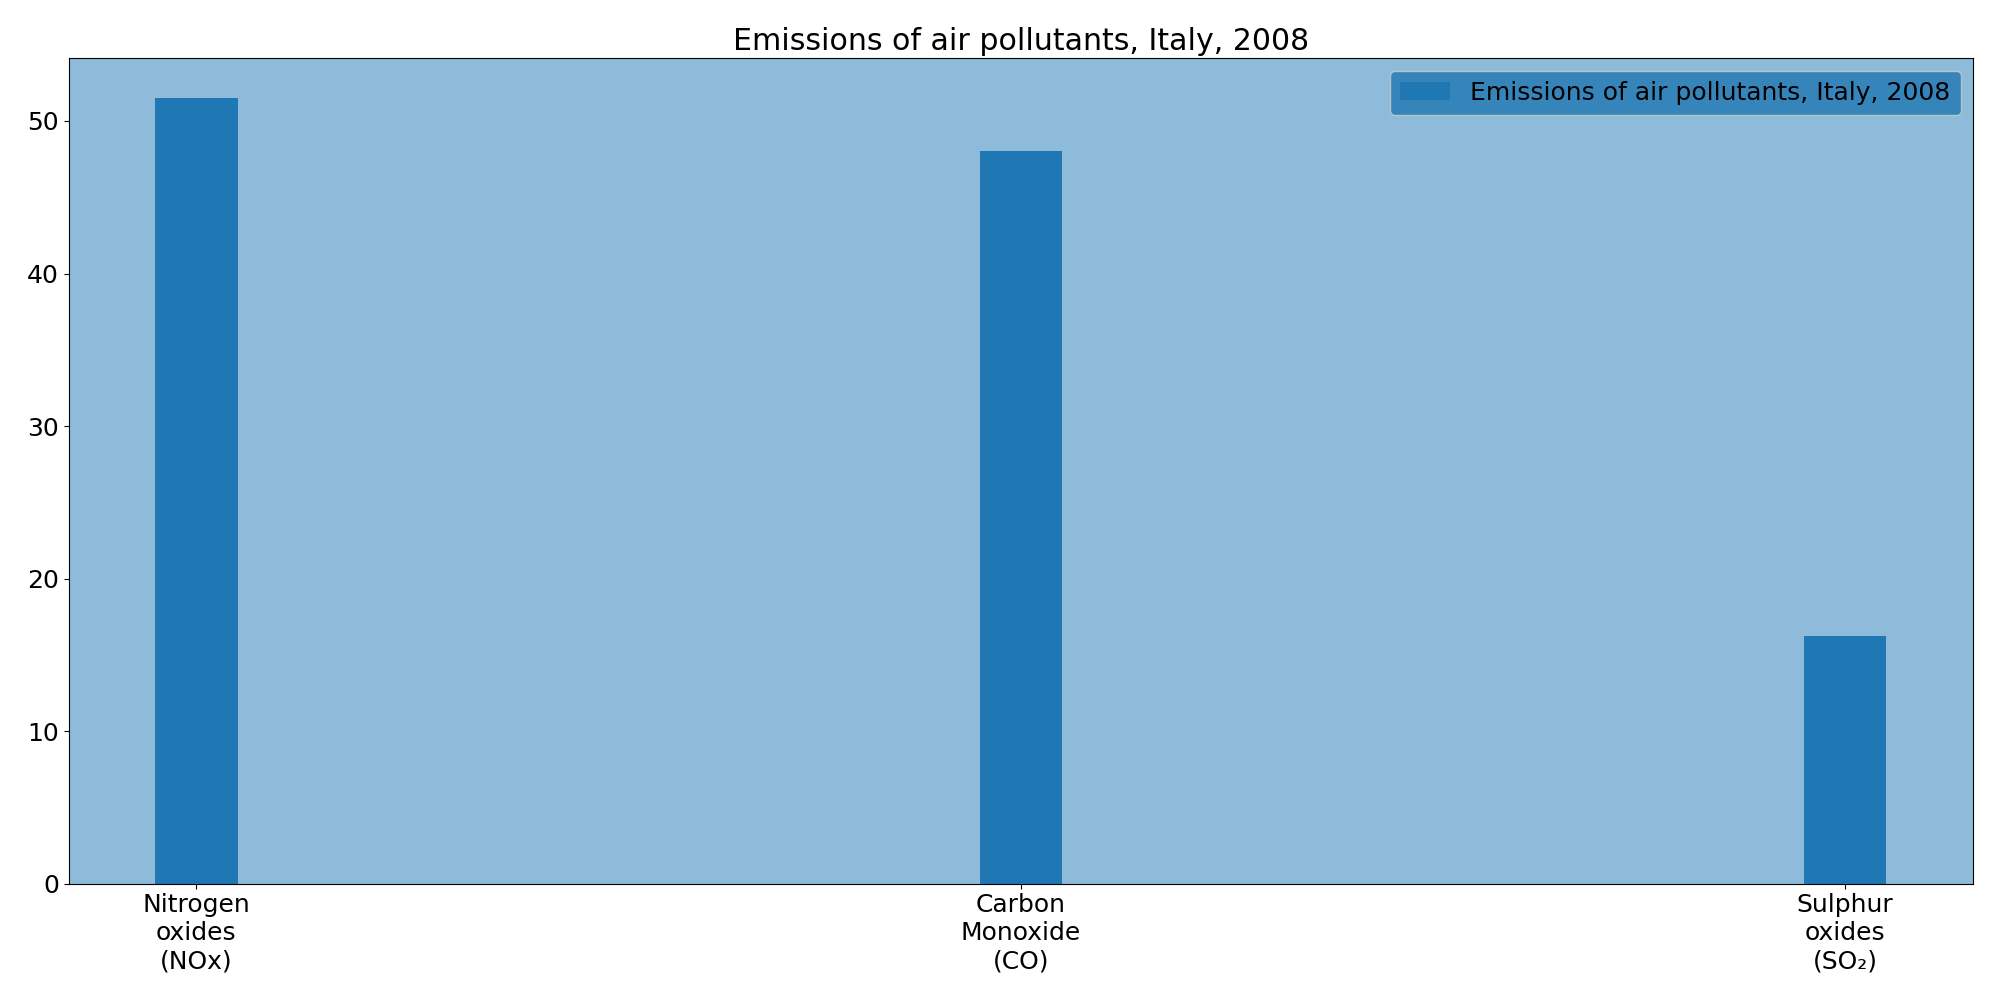 Emissions of air pollutants, Italy, 2008
Emissions of air pollutants, Italy, 2008
50
40
30
20
10
0
Nitrogen
oxides
(NOx)
Carbon
Monoxide
(CO)
Sulphur
oxides
(SO₂)